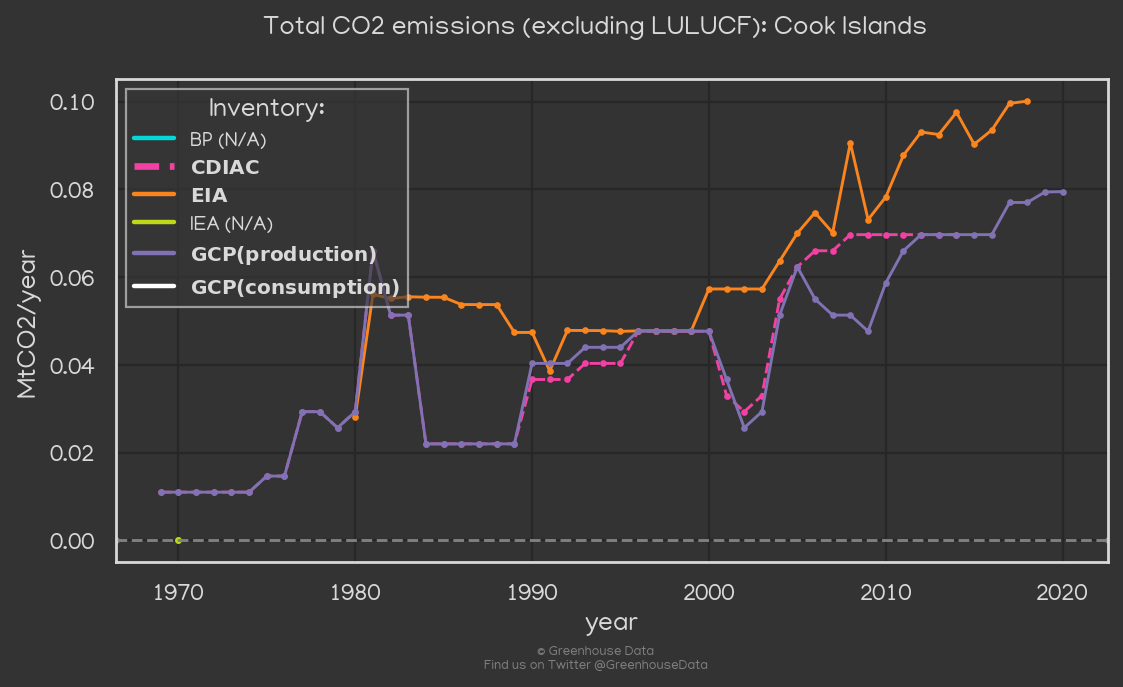 Total CO2 emissions (excluding LULUCF): Cook Islands
Inventory:
BP (N/A)
CDIAC
EIA
IEA (N/A)
GCP(production)
GCP(consumption)
0.10
0.08
0.06
0.04
0.02
0.00
MtCO2/year
1970 1980 1990 2000 2010 2020
year
© Greenhouse Data
Find us on Twitter @GreenhouseData